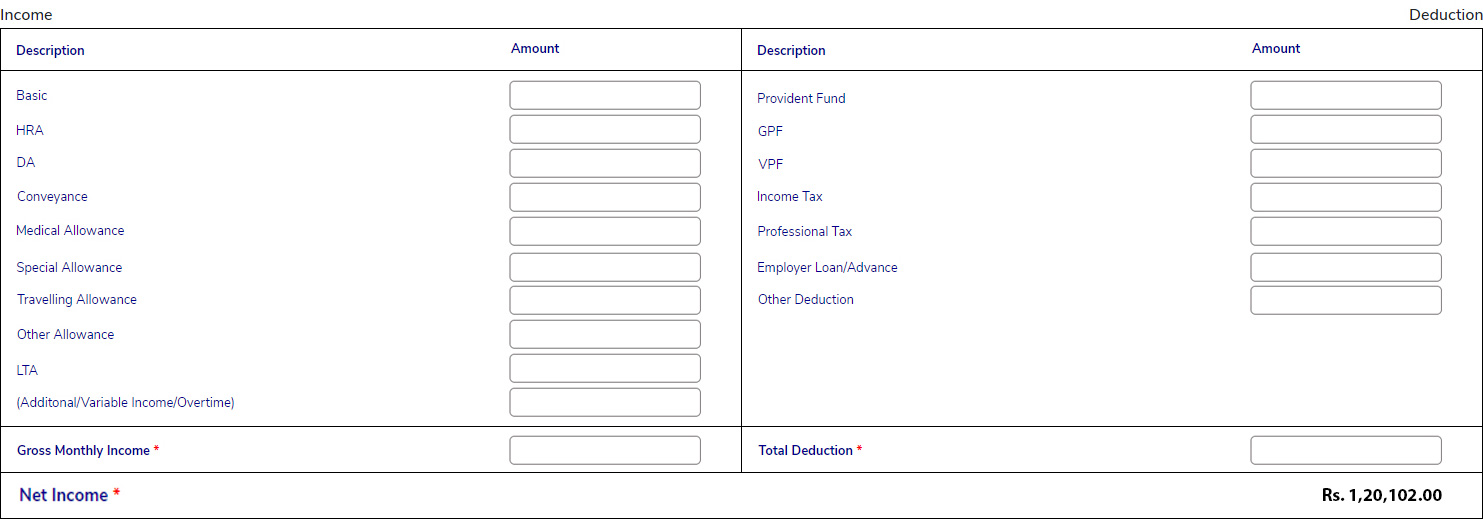 Income Deduction
Description Amount Description Amount
Basic Provident Fund
HRA GPF
DA VPF
Conveyance Income Tax
Medical Allowance Professional Tax
Special Allowance Employer Loan/Advance
Travelling Allowance Other Deduction
Other Allowance
LTA
(Additonal/Variable Income/Overtime)
Gross Monthly Income * Total Deduction *
Net Income * Rs. 1,20,102.00